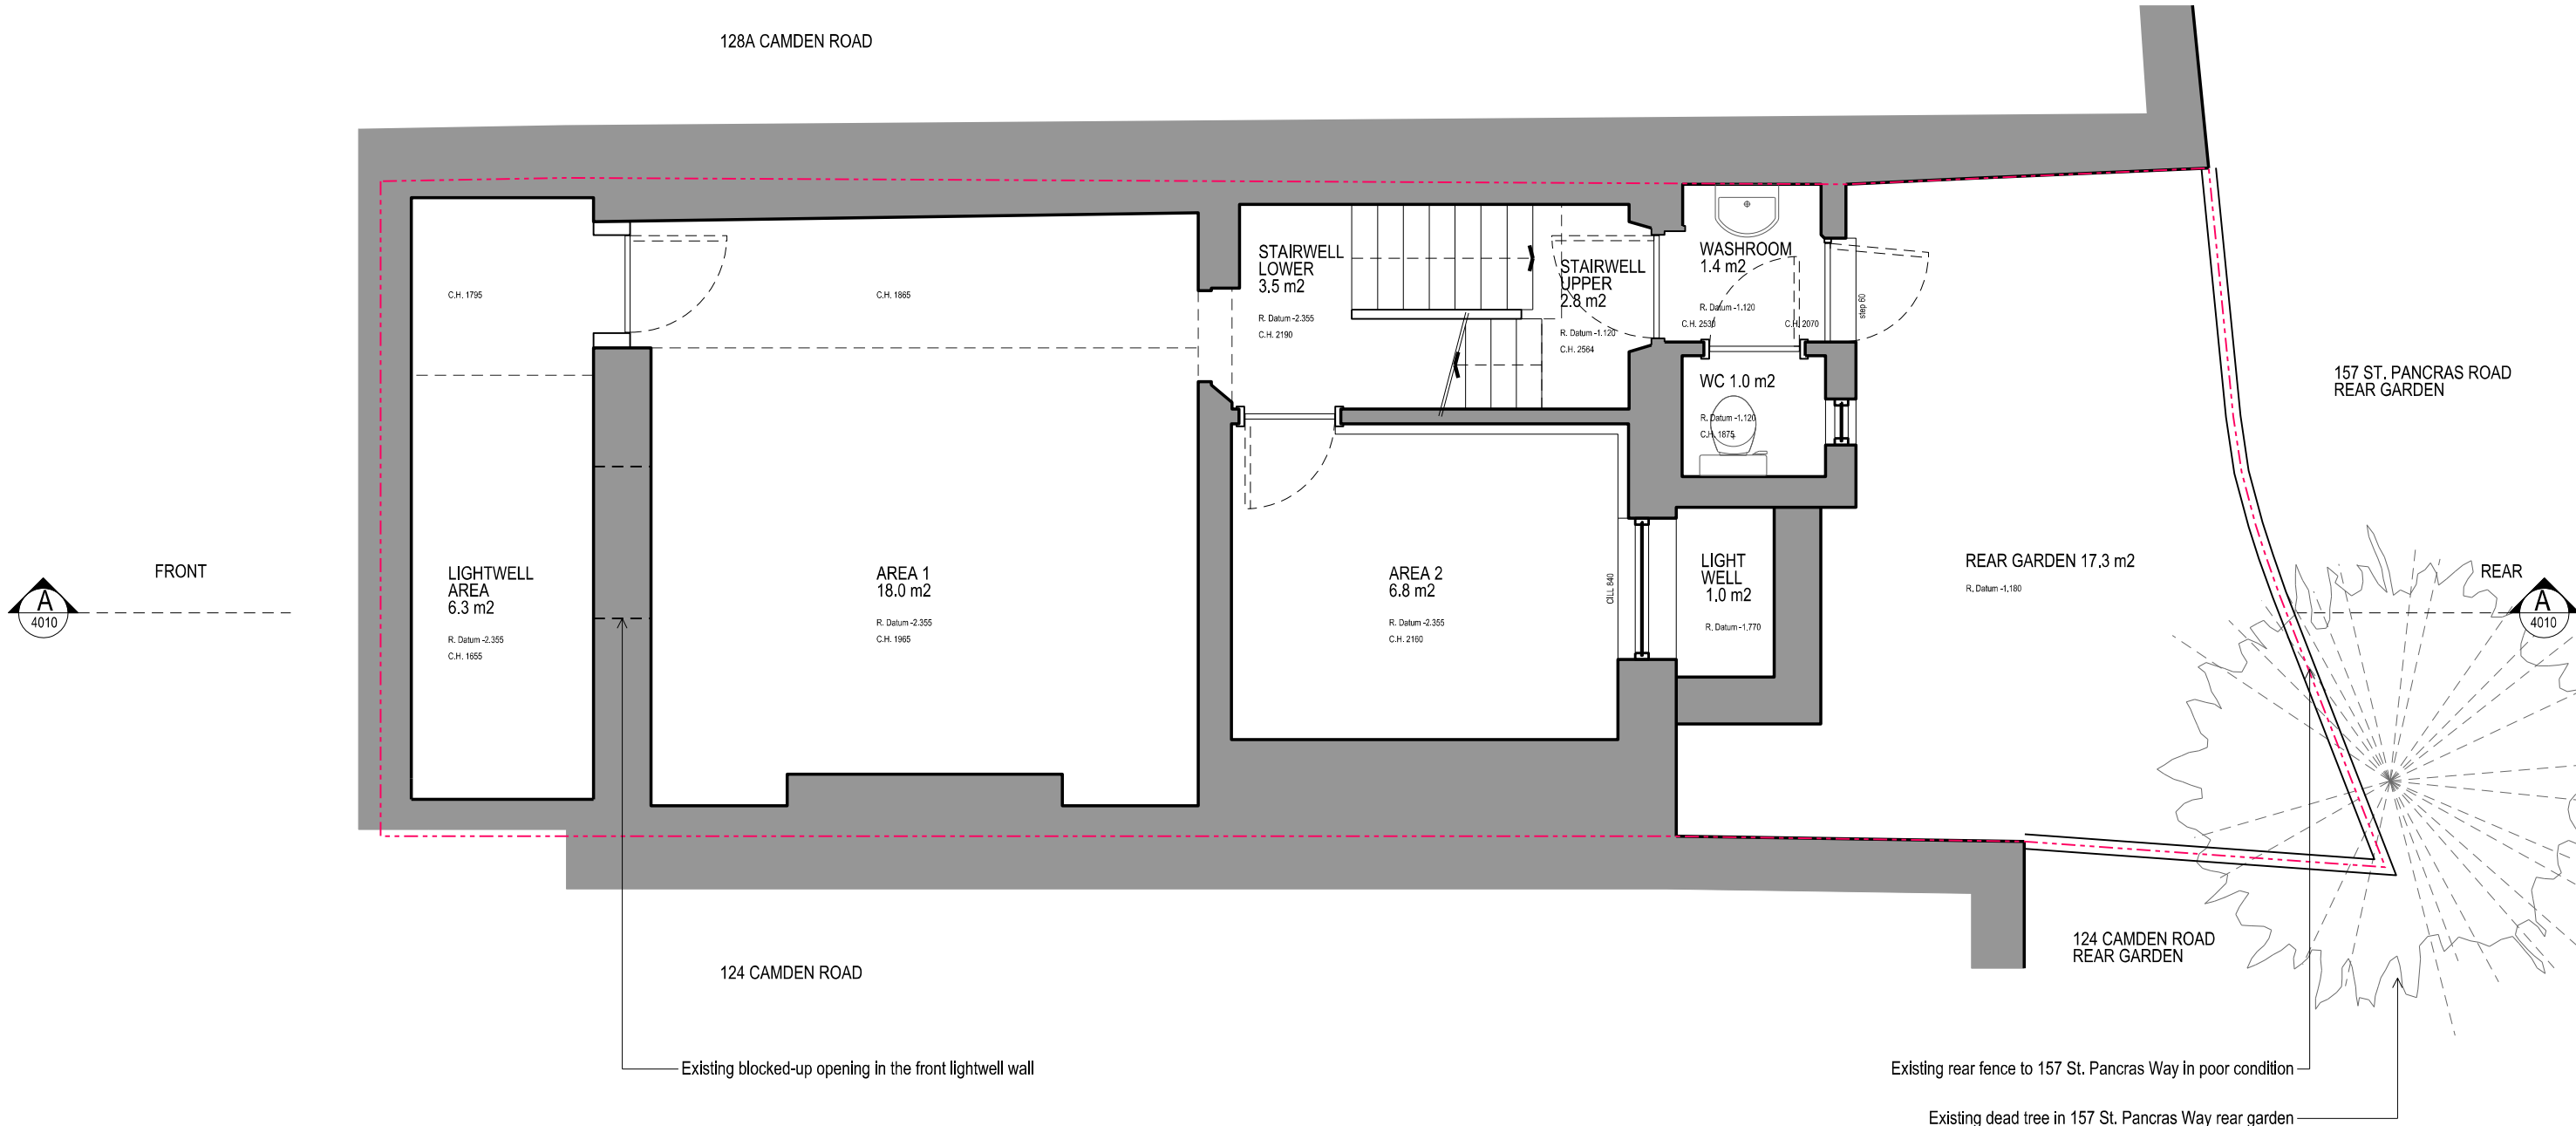 128A CAMDEN ROAD
C.H. 1795
C.H. 1865
STAIRWELL
LOWER
3.5 m2
R. Datum -2.355
C.H. 2190
STAIRWELL
UPPER
2.8 m2
R. Datum -1.120
C.H. 2564
WASHROOM
1.4 m2
R. Datum -1.120
C.H. 2530
C.H. 2070
step 60
WC 1.0 m2
R. Datum -1.120
C.H. 1875
157 ST. PANCRAS ROAD
REAR GARDEN
FRONT
A
4010
LIGHTWELL
AREA
6.3 m2
R. Datum -2.355
C.H. 1655
AREA 1
18.0 m2
R. Datum -2.355
C.H. 1965
AREA 2
6.8 m2
R. Datum -2.355
C.H. 2160
CILL 840
LIGHT
WELL
1.0 m2
R. Datum -1.770
REAR GARDEN 17.3 m2
R. Datum -1.180
REAR
A
4010
124 CAMDEN ROAD
124 CAMDEN ROAD
REAR GARDEN
Existing blocked-up opening in the front lightwell wall
Existing rear fence to 157 St. Pancras Way in poor condition
Existing dead tree in 157 St. Pancras Way rear garden